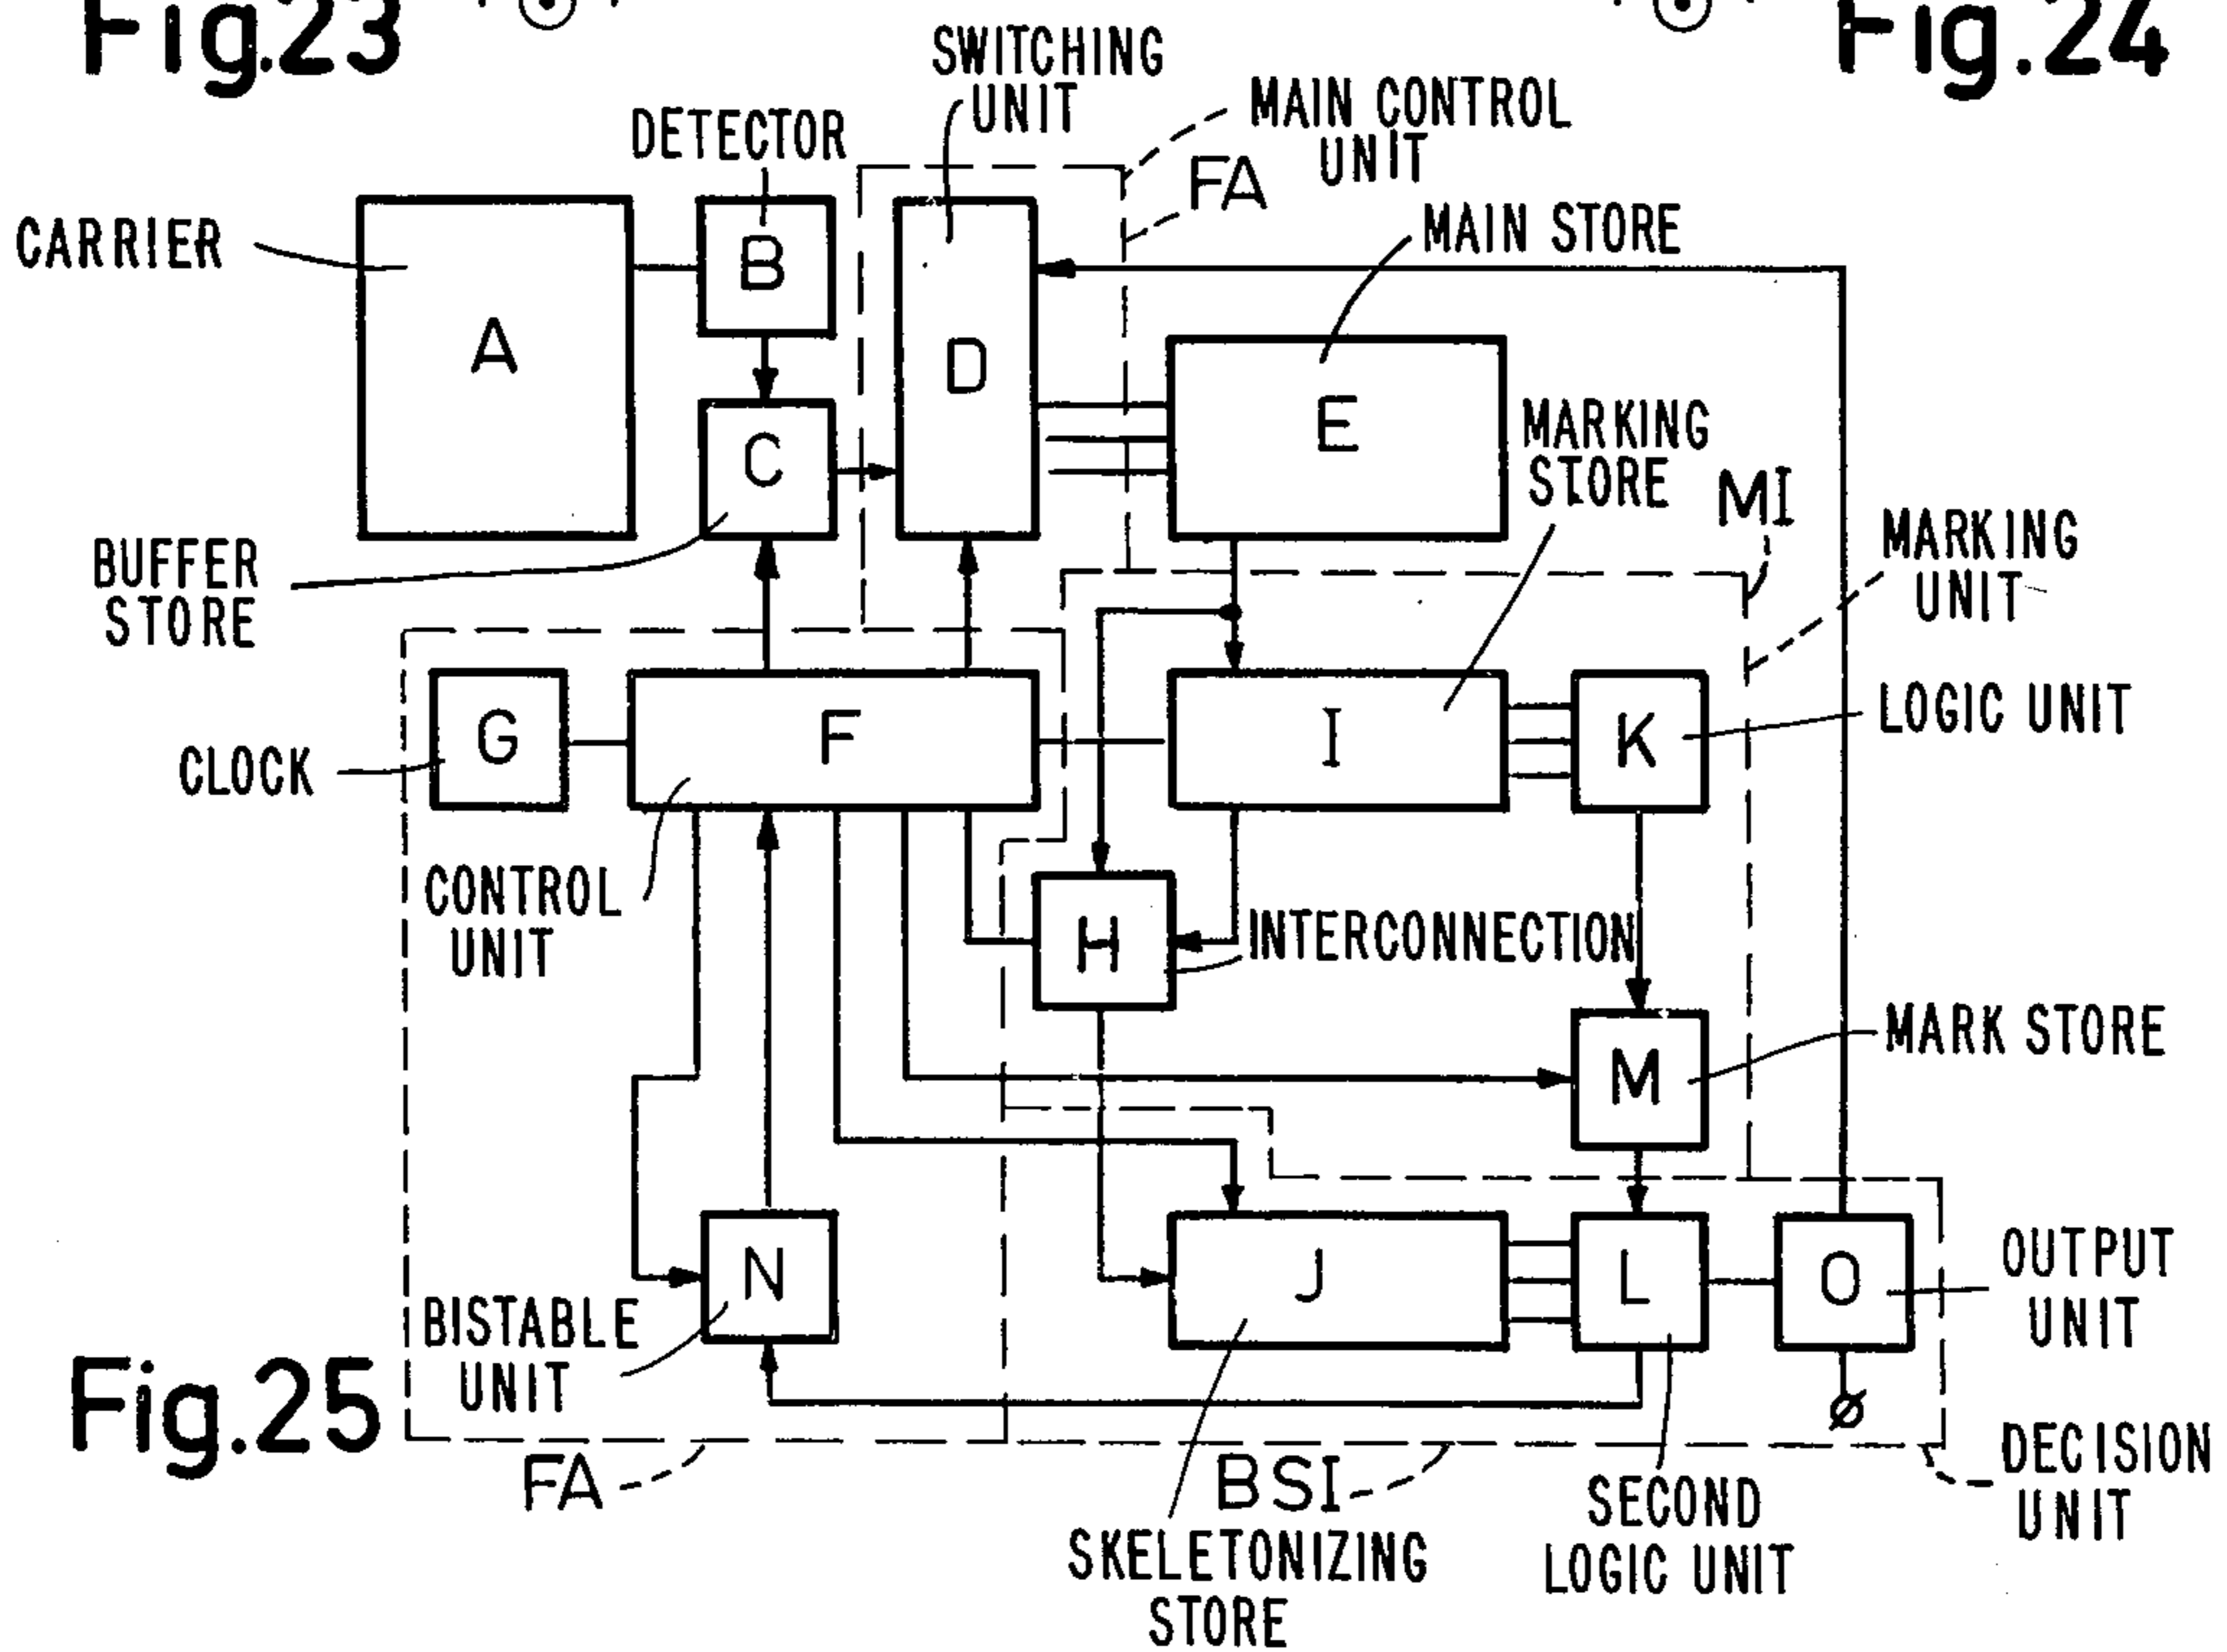 Fig.23
Fig.24
SWITCHING
UNIT
MAIN CONTROL
UNIT
DETECTOR
FA
MAIN STORE
CARRIER
B
A
D
E
MARKING
STORE
C
MI
MARKING
UNIT
BUFFER
STORE
G
F
I
K
LOGIC UNIT
CLOCK
CONTROL
UNIT
H
INTERCONNECTION
M
MARK STORE
N
J
L
O
OUTPUT
UNIT
BISTABLE
UNIT
Fig.25
FA
BSI
DECISION
UNIT
SECOND
LOGIC UNIT
SKELETONIZING
STORE